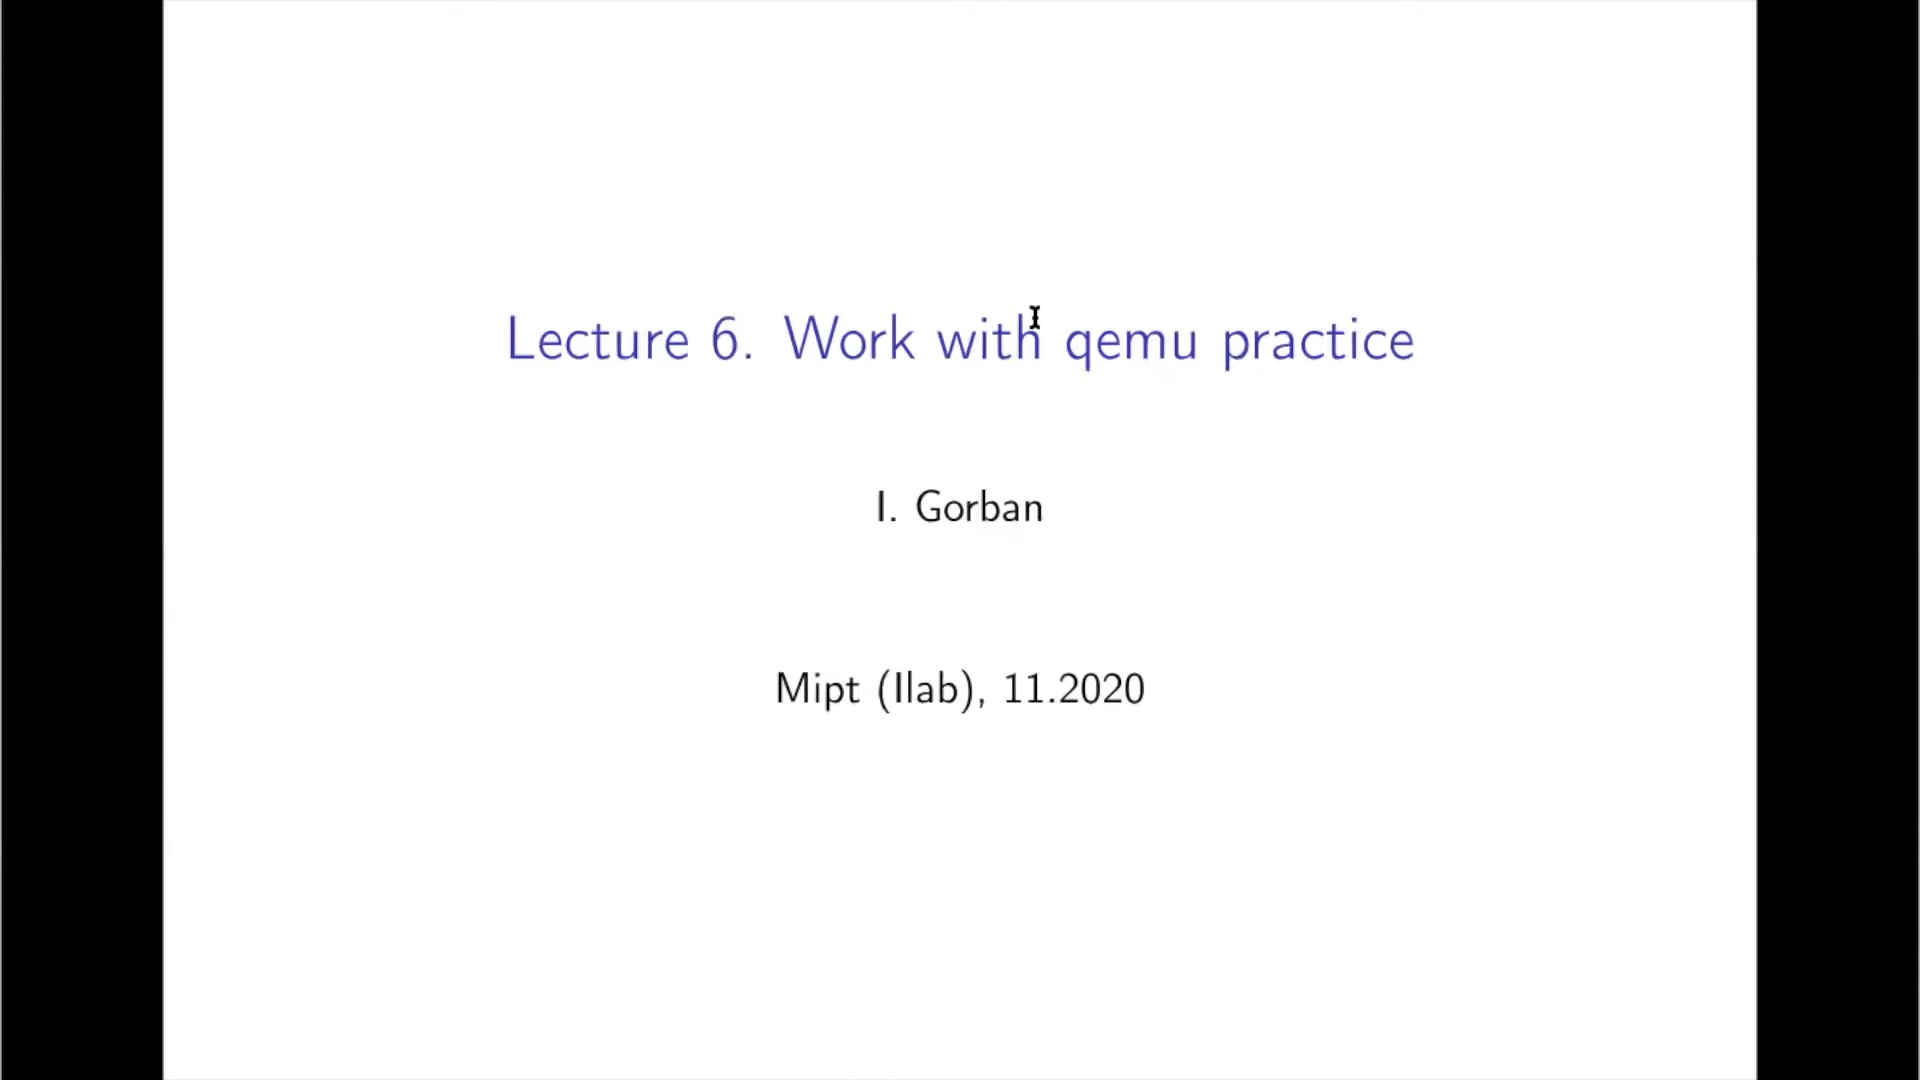 Lecture 6. Work with qemu practice
I. Gorban
Mipt (Ilab), 11.2020